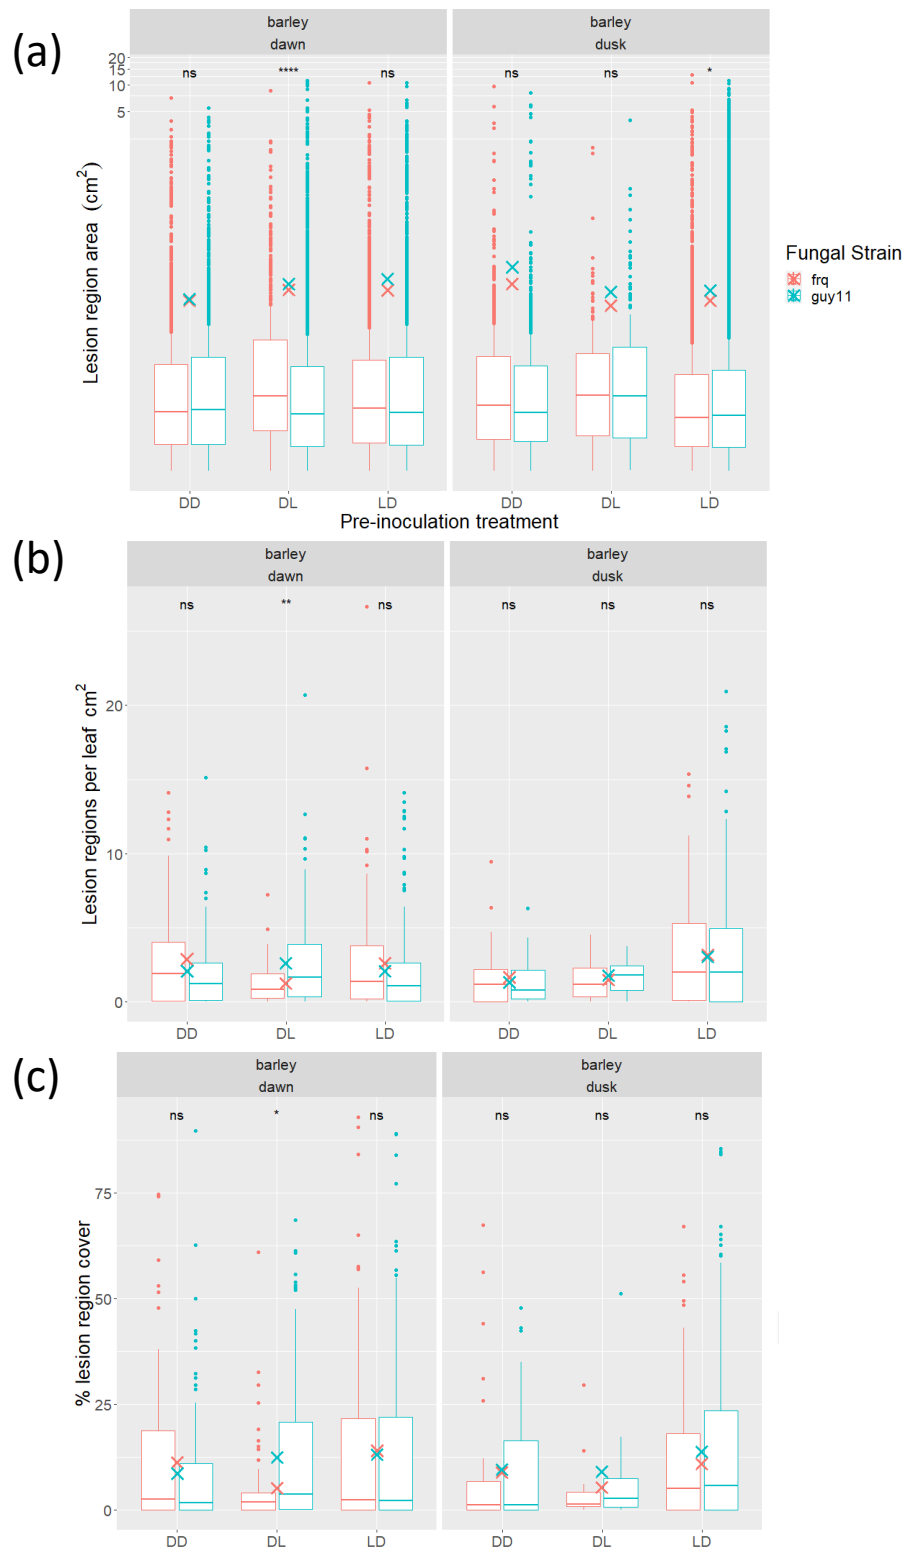 (a)
barley
dawn
barley
dusk
20
15
10
5
ns
****
ns
ns
ns
*
Lesion region area (cm2)
DD
DL
LD
DD
DL
LD
Pre-inoculation treatment
Fungal Strain
frq
guy11
(b)
barley
dawn
barley
dusk
ns
**
ns
ns
ns
ns
Lesion regions per leaf cm2
20
10
0
DD
DL
LD
DD
DL
LD
(c)
barley
dawn
barley
dusk
ns
*
ns
ns
ns
ns
% lesion region cover
75
50
25
0
DD
DL
LD
DD
DL
LD